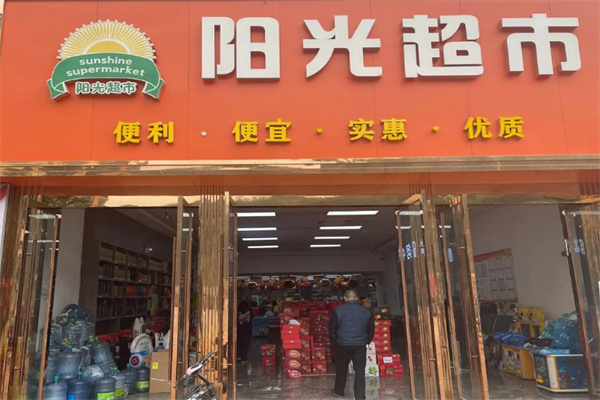 sunshine
supermarket
阳光超市
阳光超市
便利·便宜·实惠·优质